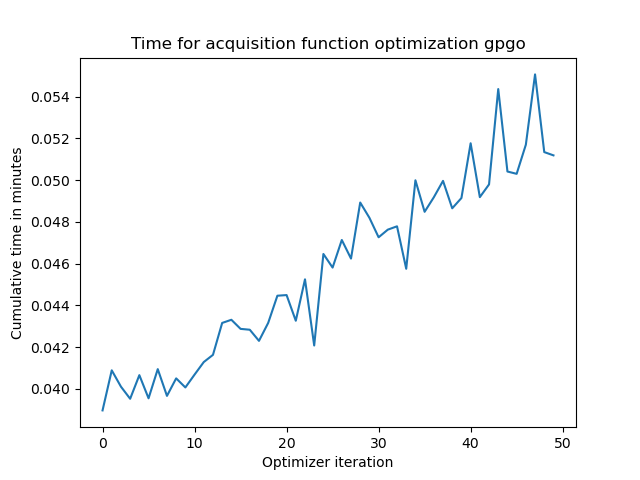 Time for acquisition function optimization gpgo
0.054
0.052
0.050
0.048
0.046
0.044
0.042
0.040
Cumulative time in minutes
0 10 20 30 40 50
Optimizer iteration